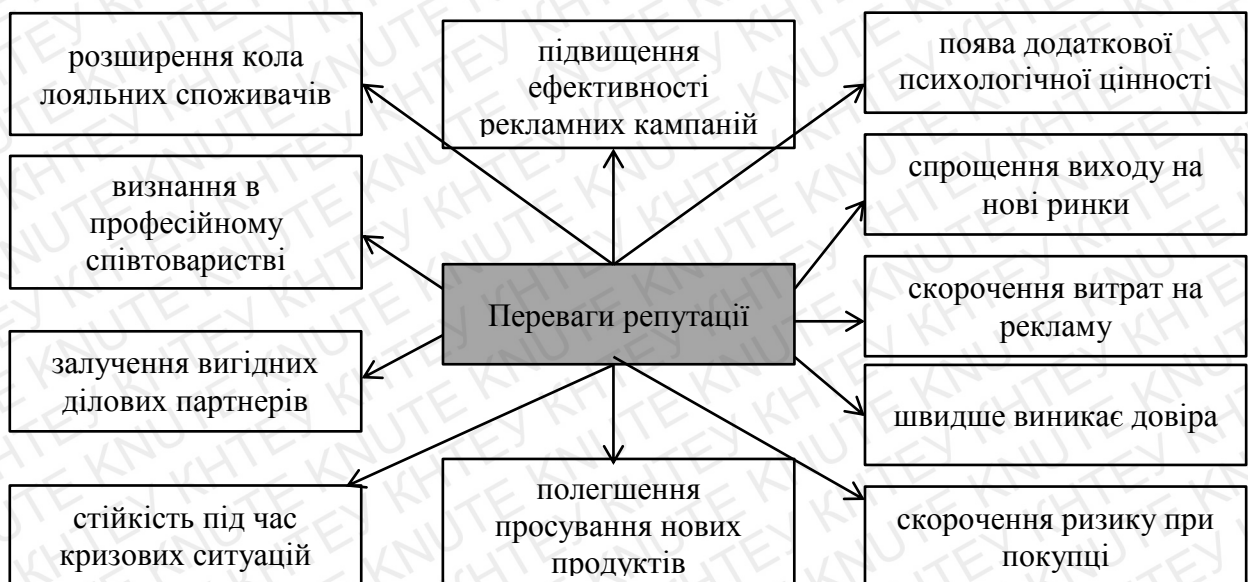 розширення кола
лояльних споживачів
підвищення
ефективності
рекламних кампаній
поява додаткової
психологічної цінності
визнання в
професійному
співтоваристві
спрощення виходу на
нові ринки
Переваги репутації
скорочення витрат на
рекламу
залучення вигідних
ділових партнерів
швидше виникає довіра
стійкість під час
кризових ситуацій
полегшення
просування нових
продуктів
скорочення ризику при
покупці